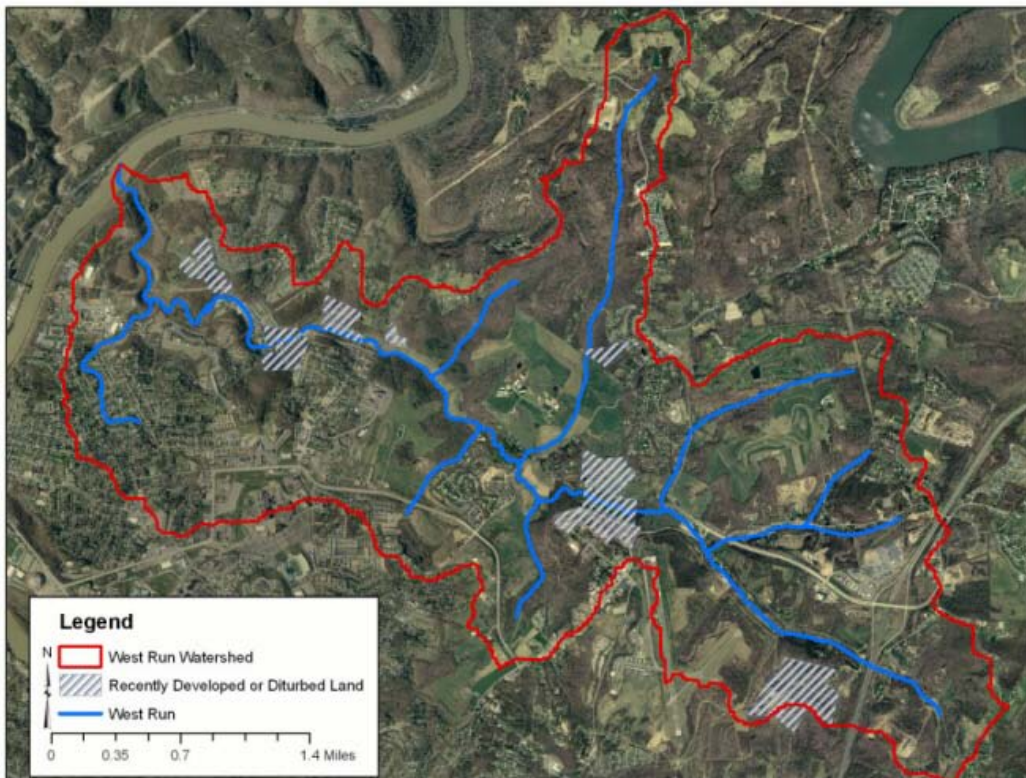 Legend
N
West Run Watershed
Recently Developed or Diturbed Land
West Run
0 0.35 0.7 1.4 Miles